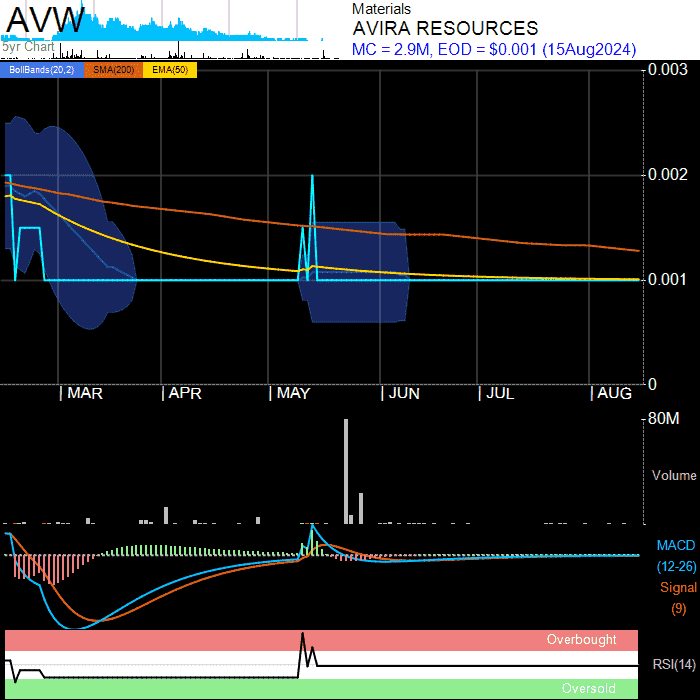 AVW
5yr Chart
Materials
AVIRA RESOURCES
MC = 2.9M, EOD = $0.001 (15Aug2024)
BollBands(20,2) SMA(200) EMA(50)
0.003
0.002
0.001
0
MAR APR MAY JUN JUL AUG
80M
Volume
MACD
(12-26)
Signal
(9)
Overbought
RSI(14)
Oversold